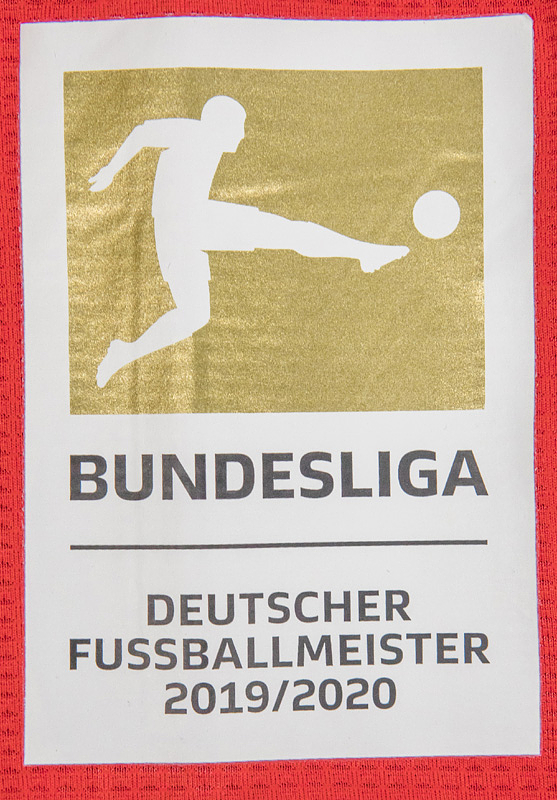 BUNDESLIGA
DEUTSCHER
FUSSBALLMEISTER
2019/2020